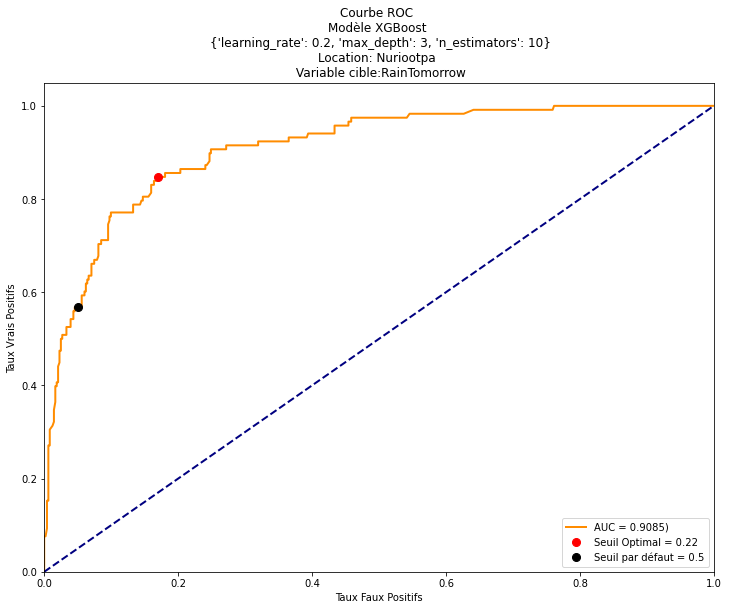 Courbe ROC
Modèle XGBoost
{'learning_rate': 0.2, 'max_depth': 3, 'n_estimators': 10}
Location: Nuriootpa
Variable cible:RainTomorrow
Taux Vrais Positifs
1.0
0.8
0.6
0.4
0.2
0.0
0.0
0.2
0.4
0.6
0.8
1.0
Taux Faux Positifs
AUC = 0.9085)
Seuil Optimal = 0.22
Seuil par défaut = 0.5